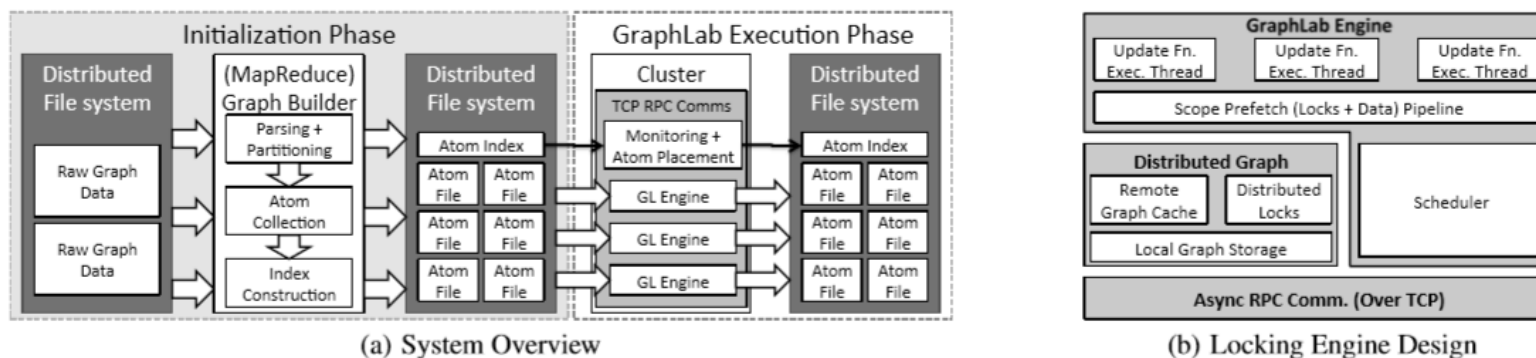 Initialization Phase
GraphLab Execution Phase
Distributed
File system
Raw Graph
Data
Raw Graph
Data
(MapReduce)
Graph Builder
Parsing +
Partitioning
Atom
Collection
Index
Construction
Distributed
File system
Atom Index
Atom
File
Atom
File
Atom
File
Atom
File
Atom
File
Atom
File
Cluster
TCP RPC Comms
Monitoring +
Atom Placement
GL Engine
GL Engine
GL Engine
Distributed
File system
Atom Index
Atom
File
Atom
File
Atom
File
Atom
File
Atom
File
Atom
File
(a) System Overview
GraphLab Engine
Update Fn.
Exec. Thread
Update Fn.
Exec. Thread
Update Fn.
Exec. Thread
Scope Prefetch (Locks + Data) Pipeline
Distributed Graph
Remote
Graph Cache
Distributed
Locks
Local Graph Storage
Scheduler
Async RPC Comm. (Over TCP)
(b) Locking Engine Design